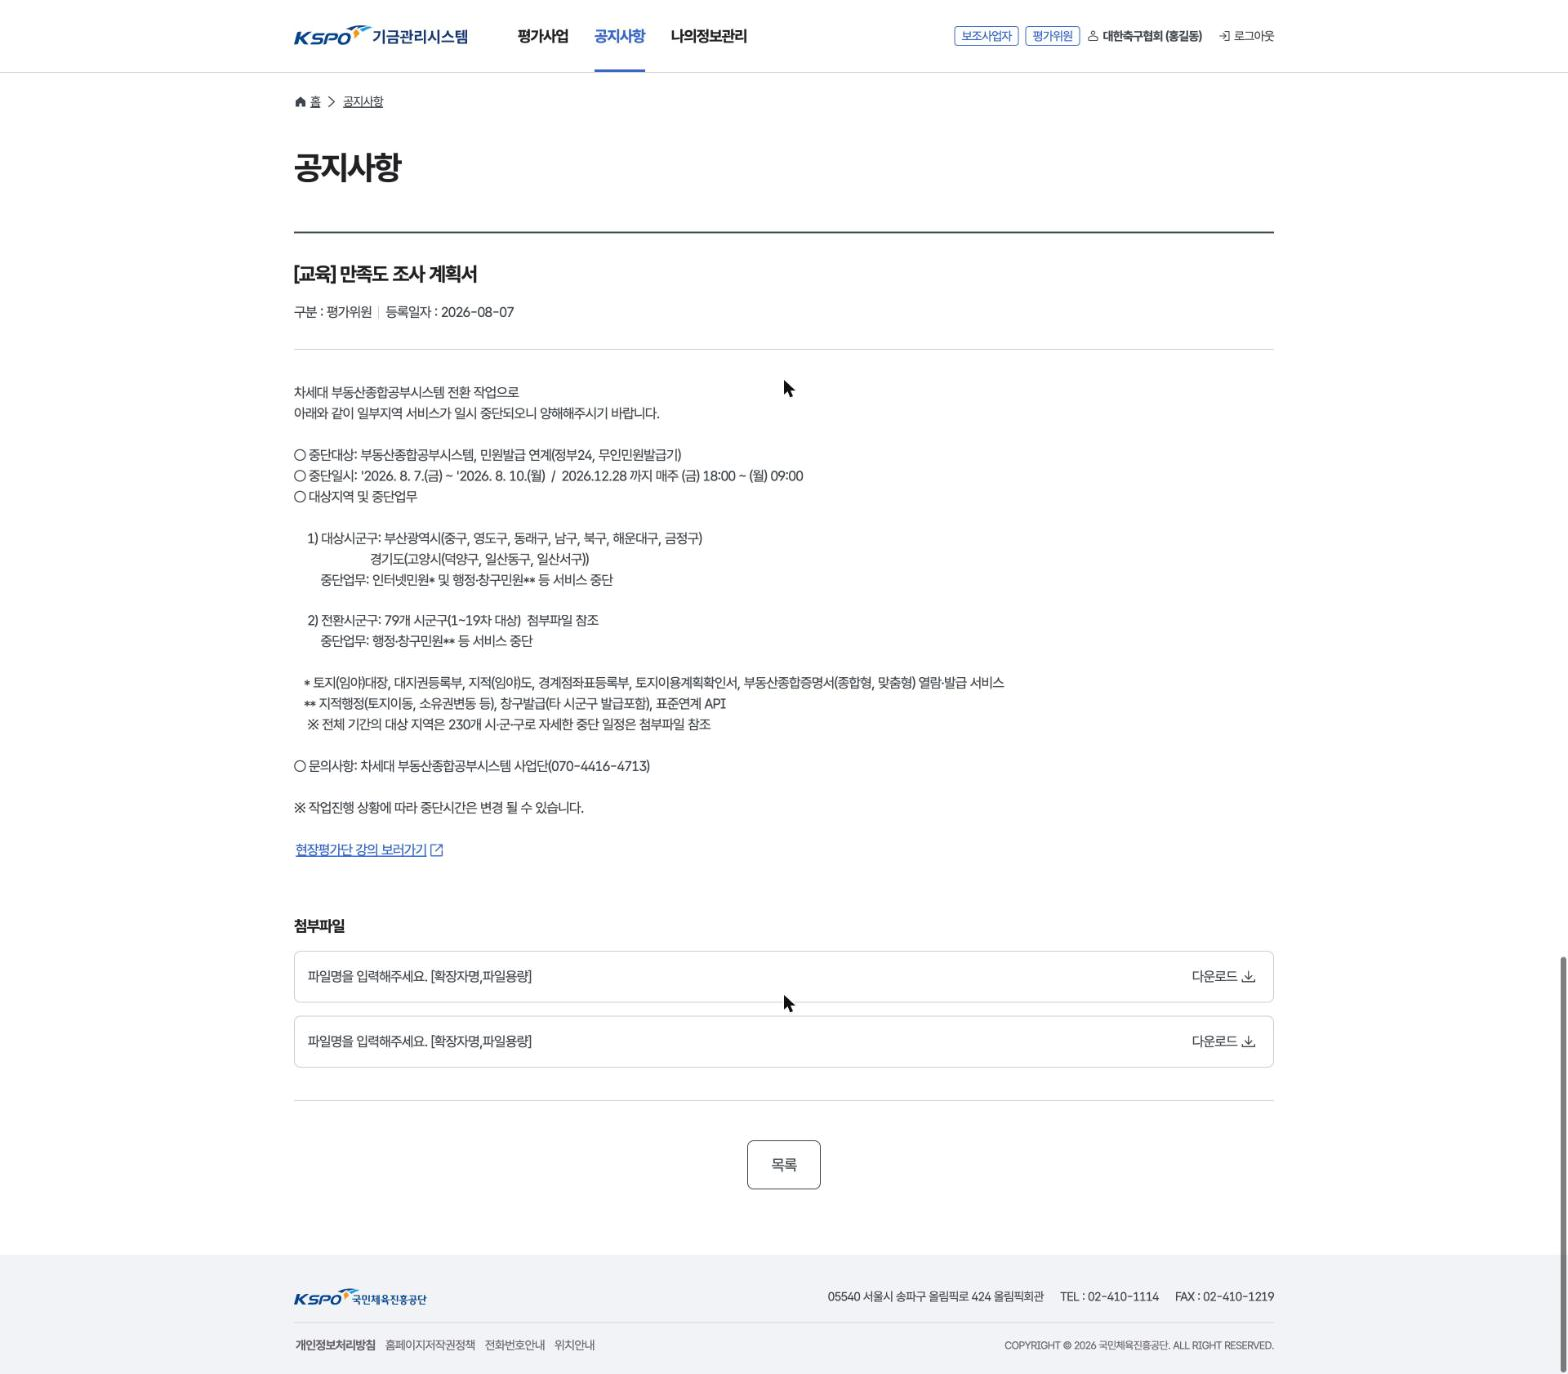 KSPO 기금관리시스템
평가사업
공지사항
나의정보관리
보조사업자
평가위원
대한축구협회 (홍길동)
로그아웃
홈 > 공지사항
공지사항
[교육] 만족도 조사 계획서
구분 : 평가위원 | 등록일자 : 2026-08-07
차세대 부동산종합공부시스템 전환 작업으로
아래와 같이 일부지역 서비스가 일시 중단되오니 양해해주시기 바랍니다.
○ 중단대상: 부동산종합공부시스템, 민원발급 연계(정부24, 무인민원발급기)
○ 중단일시: '2026. 8. 7.(금) ~ '2026. 8. 10.(월) / 2026.12.28 까지 매주 (금) 18:00 ~ (월) 09:00
○ 대상지역 및 중단업무
1) 대상시군구: 부산광역시(중구, 영도구, 동래구, 남구, 북구, 해운대구, 금정구)
경기도(고양시(덕양구, 일산동구, 일산서구))
중단업무: 인터넷민원* 및 행정·창구민원** 등 서비스 중단
2) 전환시군구: 79개 시군구(1~19차 대상) 첨부파일 참조
중단업무: 행정·창구민원** 등 서비스 중단
* 토지(임야)대장, 대지권등록부, 지적(임야)도, 경계점좌표등록부, 토지이용계획확인서, 부동산종합증명서(종합형, 맞춤형) 열람·발급 서비스
** 지적행정(토지이동, 소유권변동 등), 창구발급(타 시군구 발급포함), 표준연계 API
※ 전체 기간의 대상 지역은 230개 시·군·구로 자세한 중단 일정은 첨부파일 참조
○ 문의사항: 차세대 부동산종합공부시스템 사업단(070-4416-4713)
※ 작업진행 상황에 따라 중단시간은 변경 될 수 있습니다.
현장평가단 강의 보러가기
첨부파일
파일명을 입력해주세요. [확장자명,파일용량] 다운로드
파일명을 입력해주세요. [확장자명,파일용량] 다운로드
목록
KSPO 국민체육진흥공단
05540 서울시 송파구 올림픽로 424 올림픽회관 TEL : 02-410-1114 FAX : 02-410-1219
개인정보처리방침 홈페이지저작권정책 전화번호안내 위치안내
COPYRIGHT © 2026 국민체육진흥공단. ALL RIGHT RESERVED.